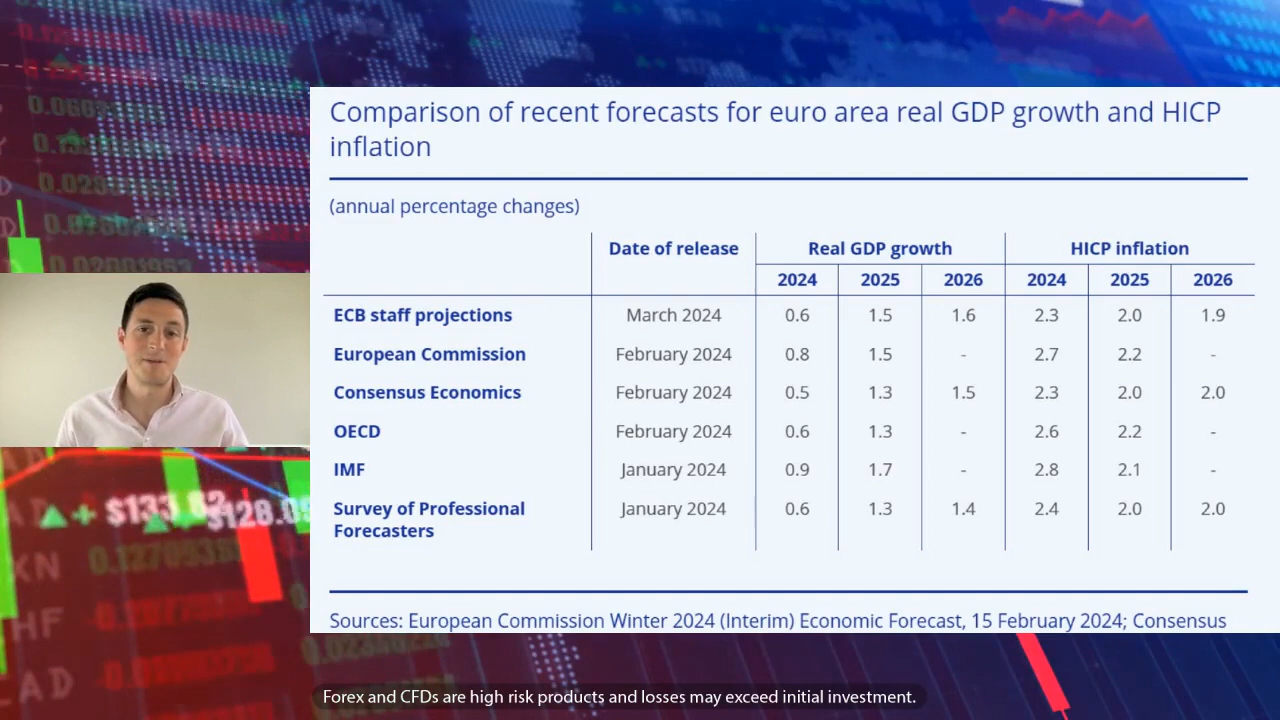 Comparison of recent forecasts for euro area real GDP growth and HICP
inflation
(annual percentage changes)
Date of release Real GDP growth HICP inflation
2024 2025 2026 2024 2025 2026
ECB staff projections March 2024 0.6 1.5 1.6 2.3 2.0 1.9
European Commission February 2024 0.8 1.5 - 2.7 2.2 -
Consensus Economics February 2024 0.5 1.3 1.5 2.3 2.0 2.0
OECD February 2024 0.6 1.3 - 2.6 2.2 -
IMF January 2024 0.9 1.7 - 2.8 2.1 -
Survey of Professional January 2024 0.6 1.3 1.4 2.4 2.0 2.0
Forecasters
Sources: European Commission Winter 2024 (Interim) Economic Forecast, 15 February 2024; Consensus
Forex and CFDs are high risk products and losses may exceed initial investment.